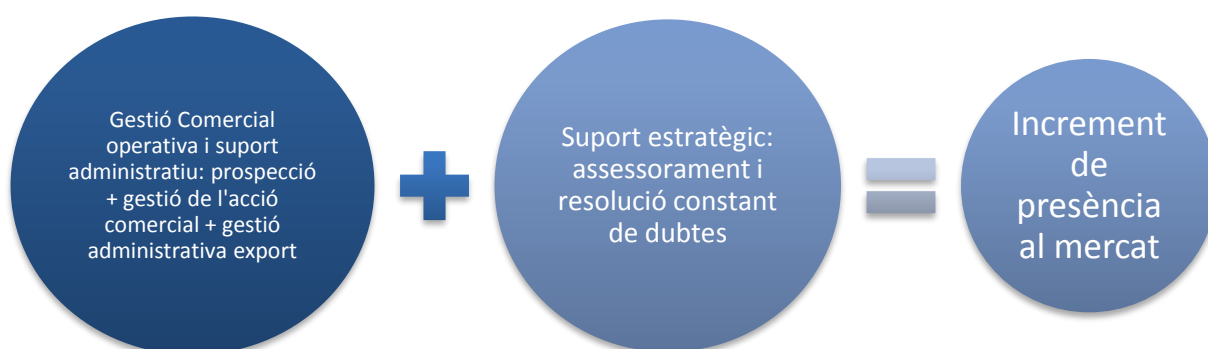 Gestió Comercial
operativa i suport
administratiu: prospecció
+ gestió de l'acció
comercial + gestió
administrativa export
Suport estratègic:
assessorament i
resolució constant
de dubtes
Increment
de
presència
al mercat